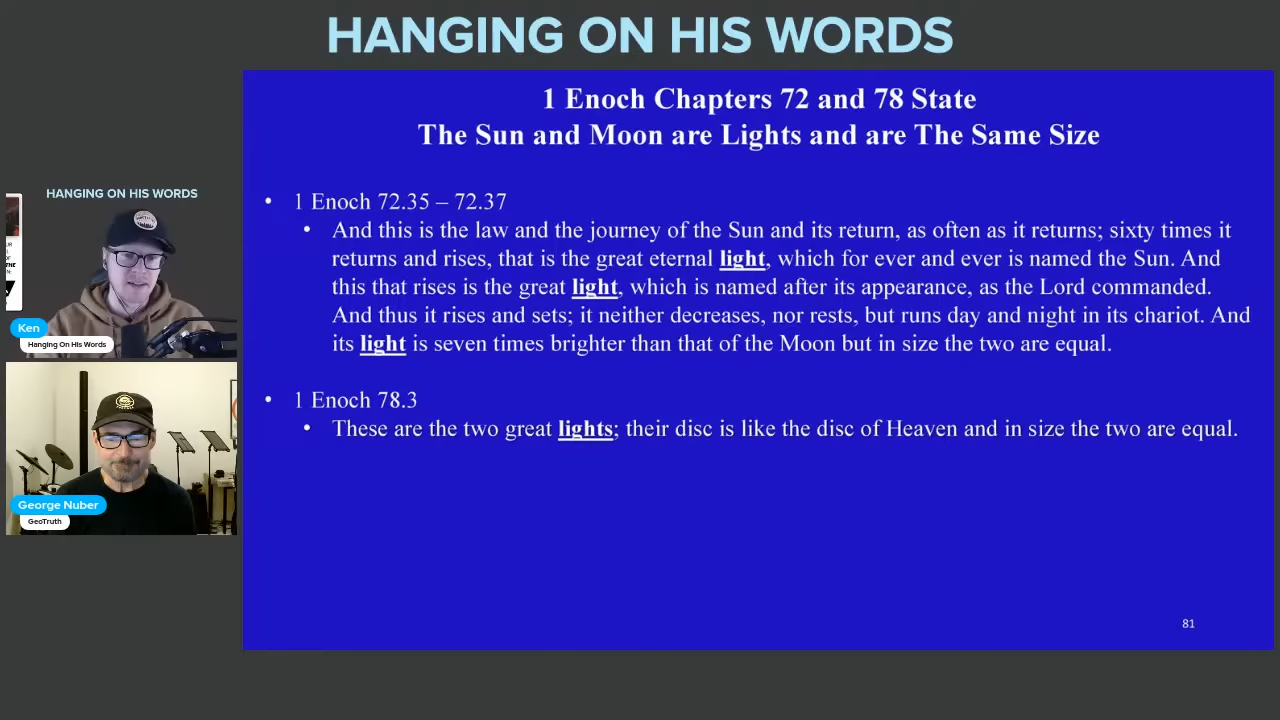 HANGING ON HIS WORDS
1 Enoch Chapters 72 and 78 State
The Sun and Moon are Lights and are The Same Size
• 1 Enoch 72.35 – 72.37
• And this is the law and the journey of the Sun and its return, as often as it returns; sixty times it
returns and rises, that is the great eternal light, which for ever and ever is named the Sun. And
this that rises is the great light, which is named after its appearance, as the Lord commanded.
And thus it rises and sets; it neither decreases, nor rests, but runs day and night in its chariot. And
its light is seven times brighter than that of the Moon but in size the two are equal.
• 1 Enoch 78.3
• These are the two great lights; their disc is like the disc of Heaven and in size the two are equal.
81
HANGING ON HIS WORDS
Ken
Hanging On His Words
George Nuber
GeoTruth